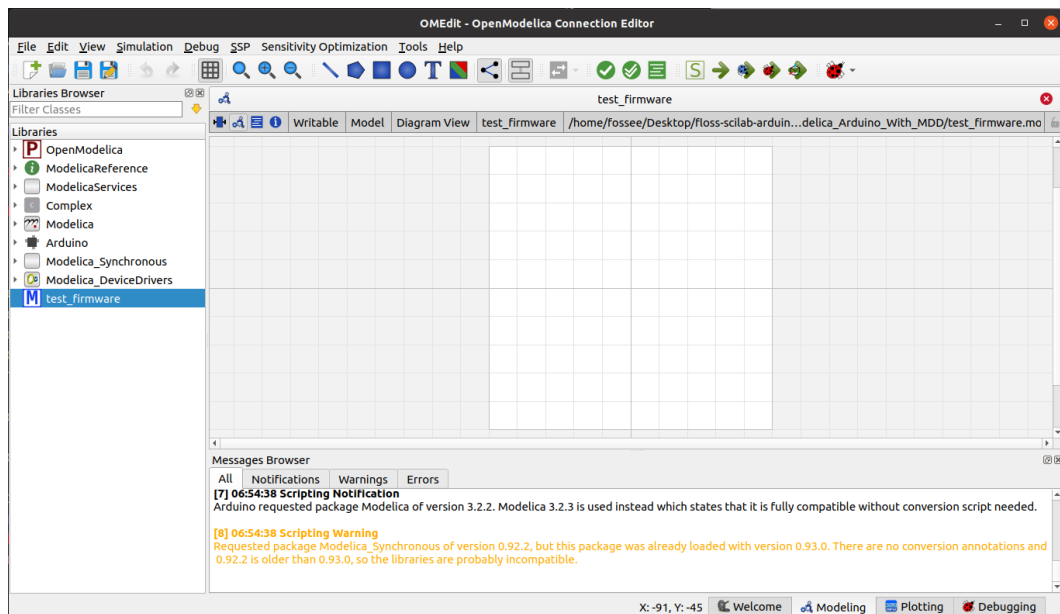 OMEdit - OpenModelica Connection Editor
File Edit View Simulation Debug SSP Sensitivity Optimization Tools Help
T
S
Libraries Browser
test_firmware
Filter Classes
Writable Model Diagram View test_firmware /home/fossee/Desktop/floss-scilab-arduin...delica_Arduino_With_MDD/test_firmware.mo
Libraries
P OpenModelica
i ModelicaReference
ModelicaServices
C Complex
Modelica
Arduino
Modelica_Synchronous
Modelica_DeviceDrivers
M test_firmware
Messages Browser
All Notifications Warnings Errors
[7] 06:54:38 Scripting Notification
Arduino requested package Modelica of version 3.2.2. Modelica 3.2.3 is used instead which states that it is fully compatible without conversion script needed.
[8] 06:54:38 Scripting Warning
Requested package Modelica_Synchronous of version 0.92.2, but this package was already loaded with version 0.93.0. There are no conversion annotations and
0.92.2 is older than 0.93.0, so the libraries are probably incompatible.
X: -91, Y: -45 Welcome Modeling Plotting Debugging